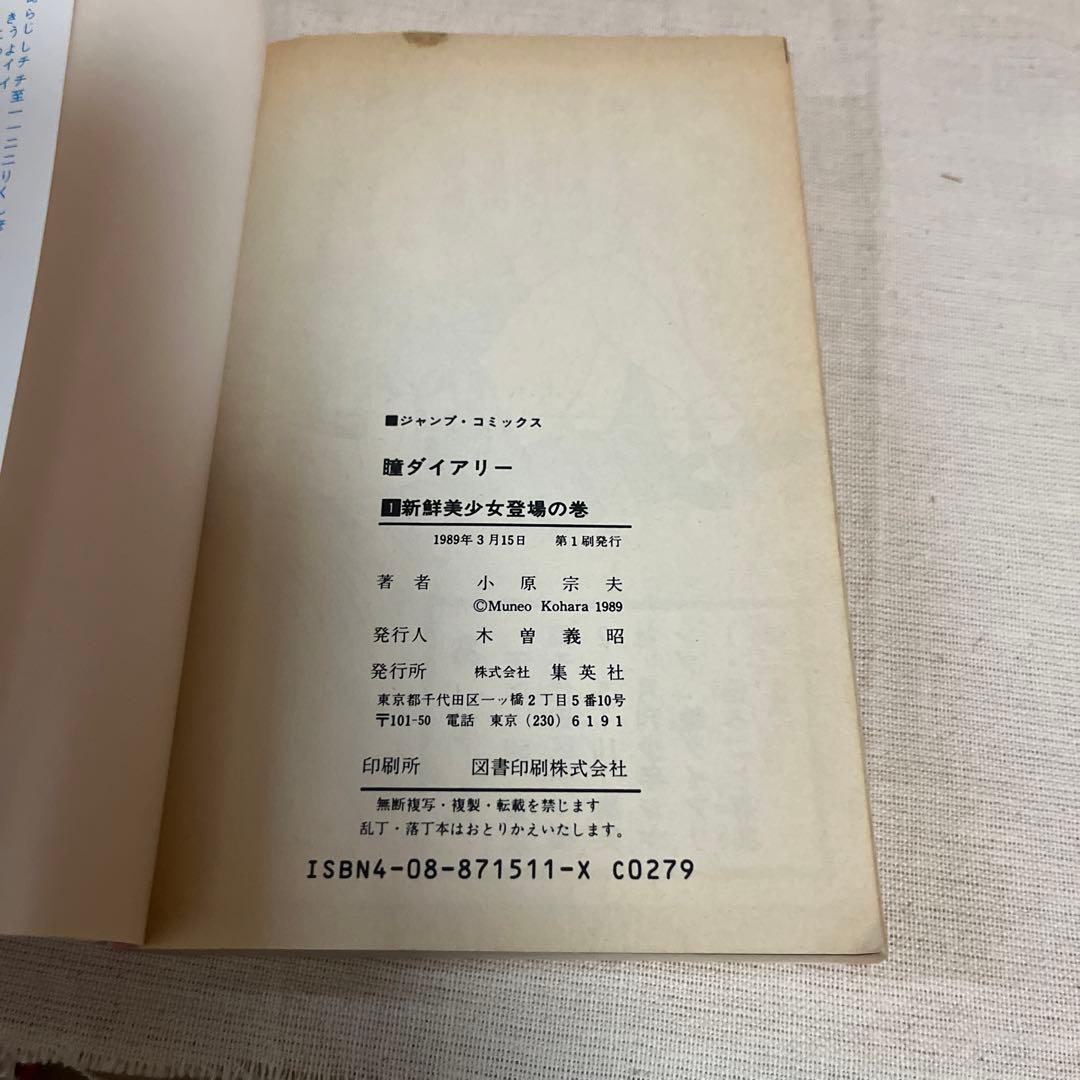 ■ジャンプ・コミックス
瞳ダイアリー
1新鮮美少女登場の巻
1989年3月15日 第1刷発行
著者 小原宗夫
©Muneo Kohara 1989
発行人 木曽義昭
発行所 株式会社 集英社
東京都千代田区一ッ橋2丁目5番10号
〒101-50 電話 東京(230)6191
印刷所 図書印刷株式会社
無断複写・複製・転載を禁じます
乱丁・落丁本はおとりかえいたします。
ISBN4-08-871511-X C0279